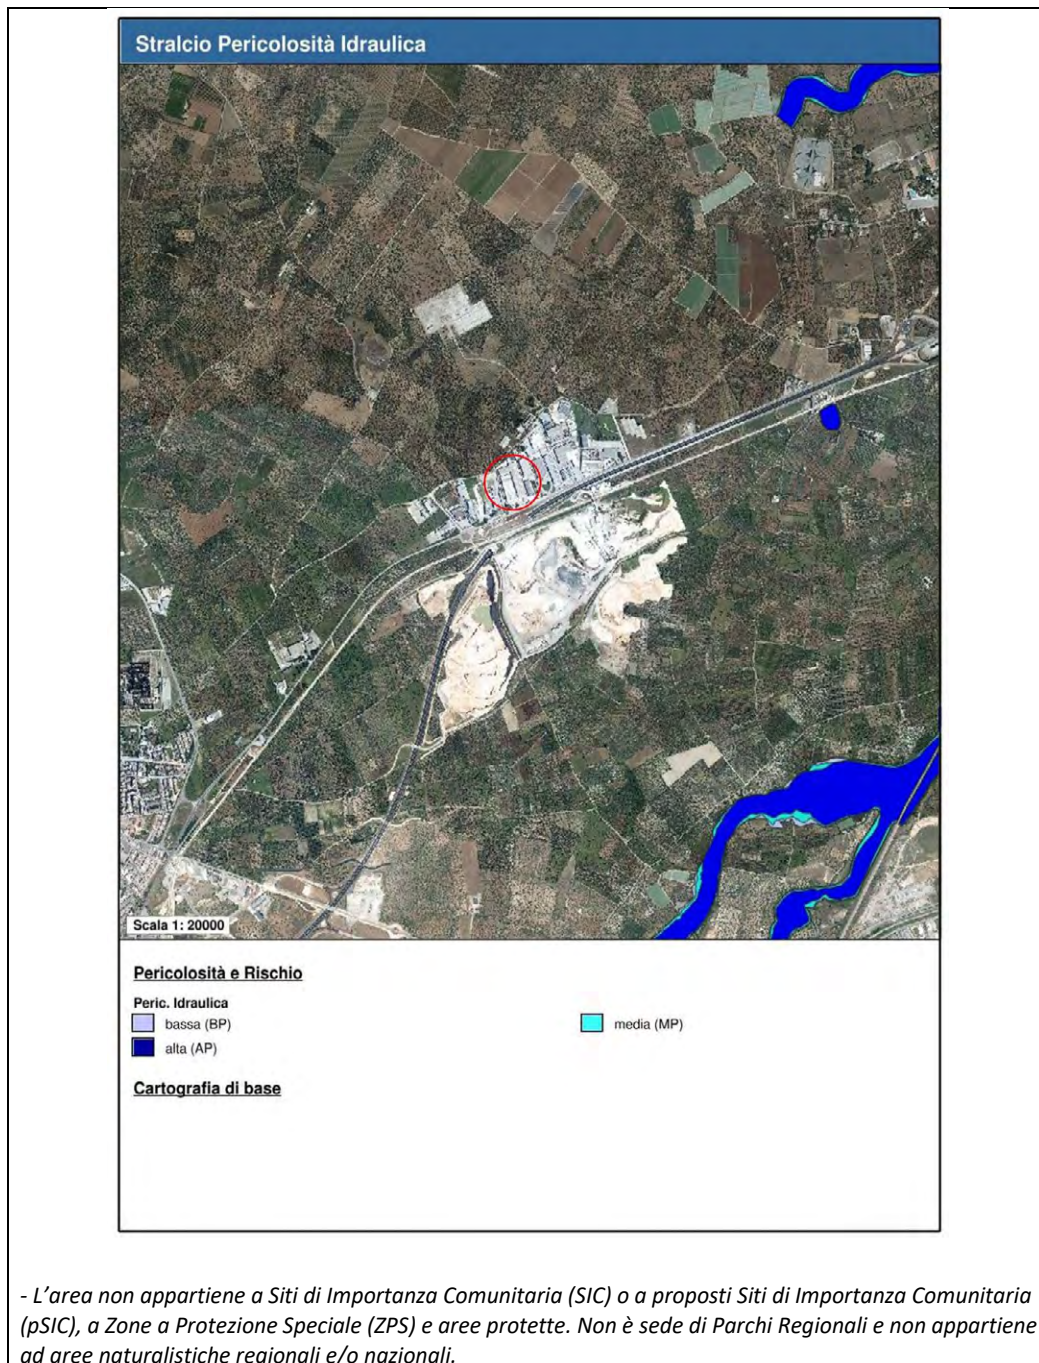 Stralcio Pericolosità Idraulica
Scala 1: 20000
Pericolosità e Rischio
Peric. Idraulica
bassa (BP)
media (MP)
alta (AP)
Cartografia di base
- L’area non appartiene a Siti di Importanza Comunitaria (SIC) o a proposti Siti di Importanza Comunitaria
(pSIC), a Zone a Protezione Speciale (ZPS) e aree protette. Non è sede di Parchi Regionali e non appartiene
ad aree naturalistiche regionali e/o nazionali.